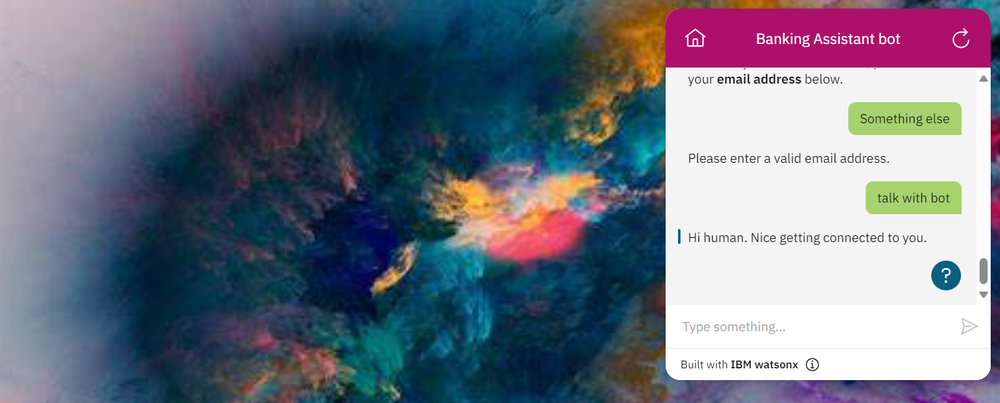 Banking Assistant bot
your email address below.
Something else
Please enter a valid email address.
talk with bot
Hi human. Nice getting connected to you.
?
Type something...
Built with IBM watsonx